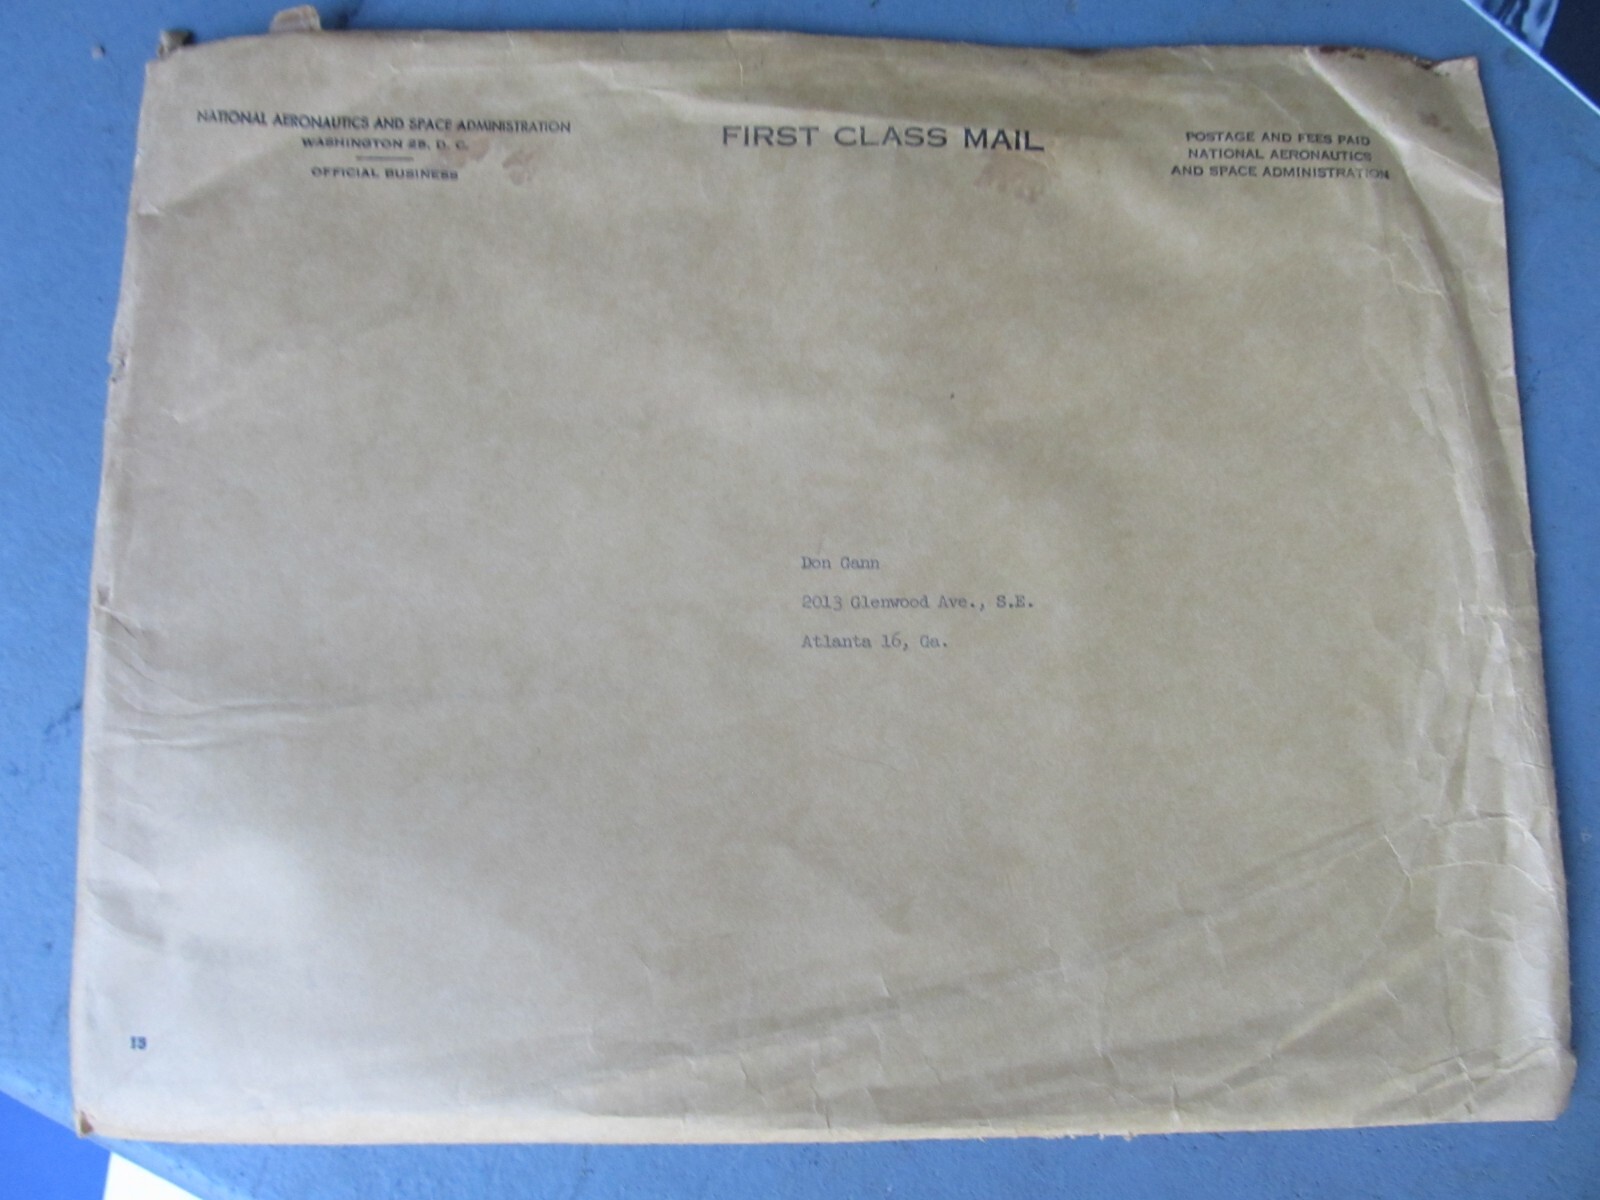 NATIONAL AERONAUTICS AND SPACE ADMINISTRATION
WASHINGTON 25, D. C.
OFFICIAL BUSINESS
FIRST CLASS MAIL
POSTAGE AND FEES PAID
NATIONAL AERONAUTICS
AND SPACE ADMINISTRATION
Don Gann
2013 Glenwood Ave., S.E.
Atlanta 16, Ga.
13